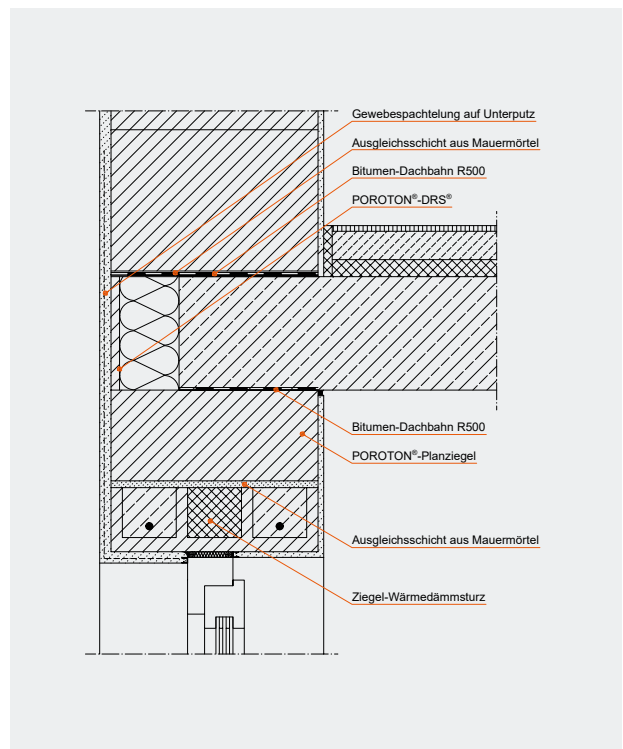 Gewebespachtelung auf Unterputz
Ausgleichsschicht aus Mauermörtel
Bitumen-Dachbahn R500
POROTON®-DRS®
Bitumen-Dachbahn R500
POROTON®-Planziegel
Ausgleichsschicht aus Mauermörtel
Ziegel-Wärmedämmsturz